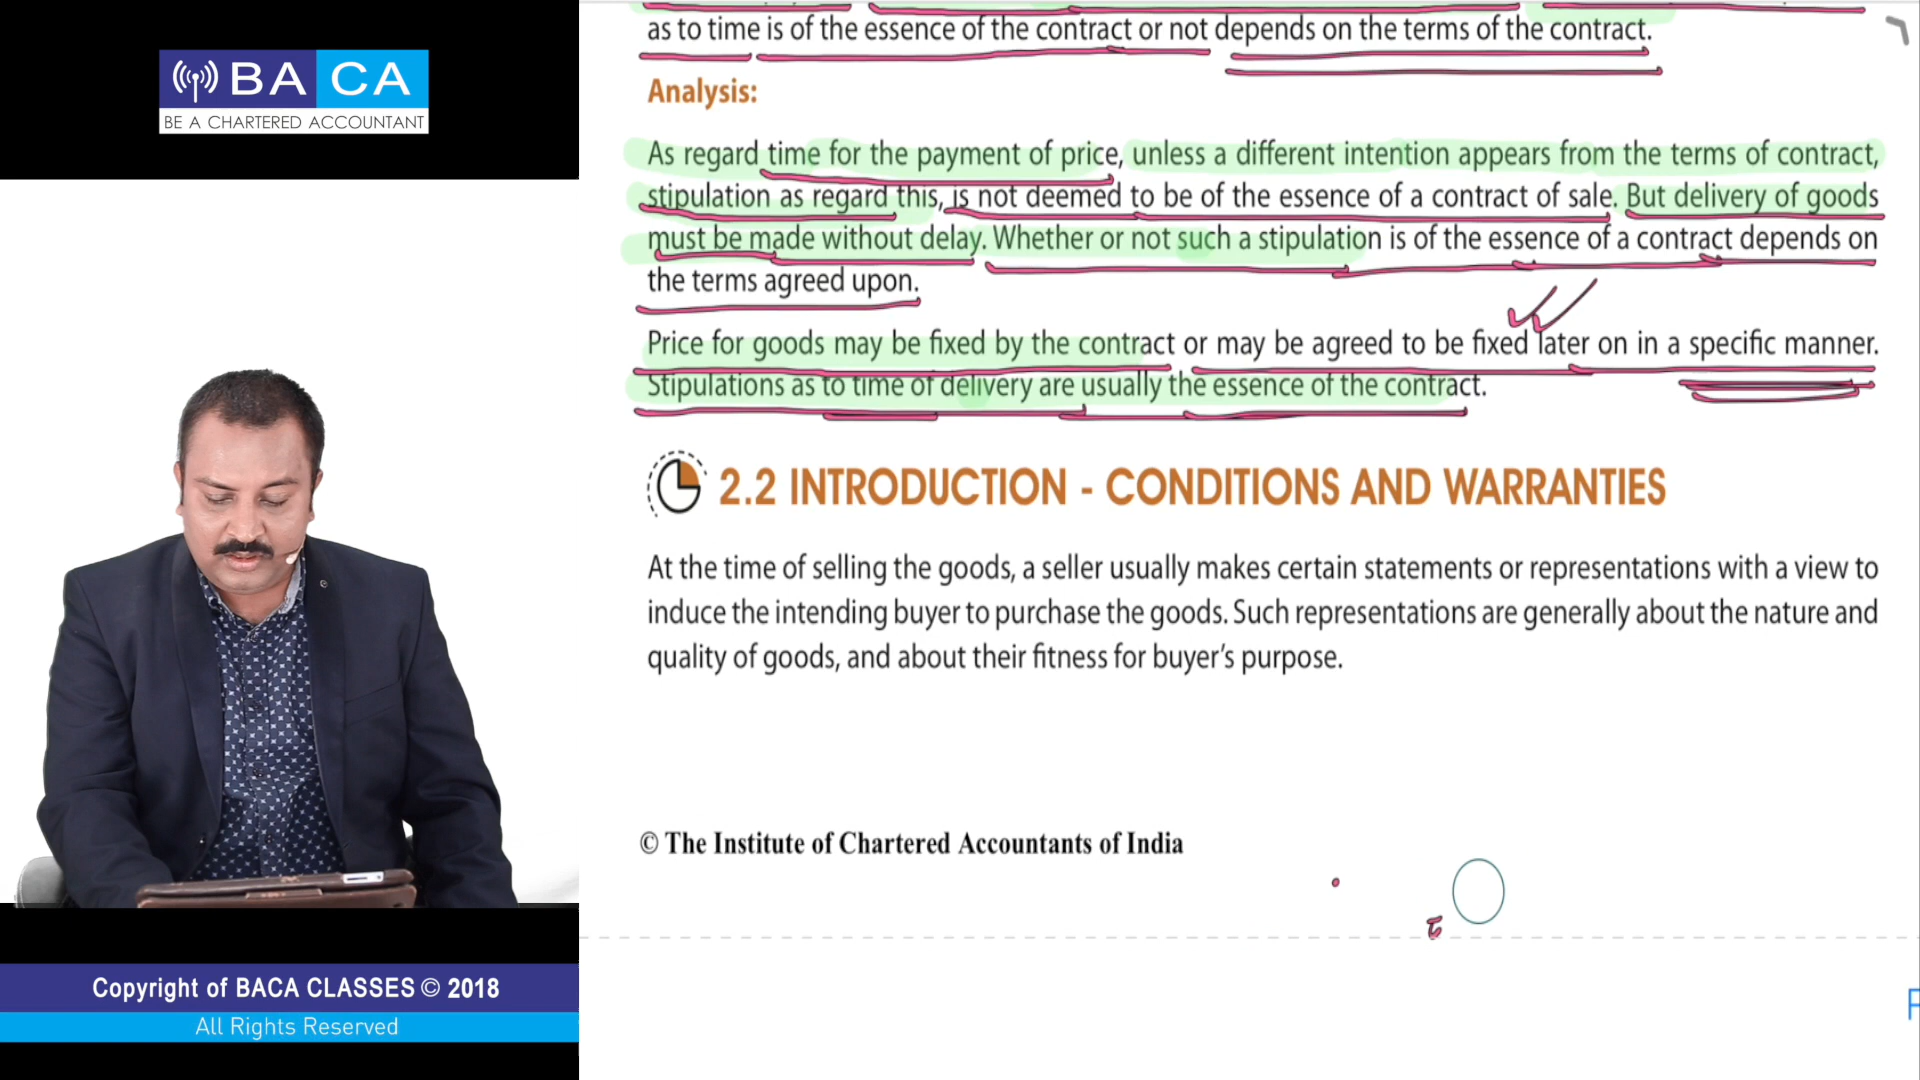 BA CA
BE A CHARTERED ACCOUNTANT
as to time is of the essence of the contract or not depends on the terms of the contract.
Analysis:
As regard time for the payment of price, unless a different intention appears from the terms of contract,
stipulation as regard this, is not deemed to be of the essence of a contract of sale. But delivery of goods
must be made without delay. Whether or not such a stipulation is of the essence of a contract depends on
the terms agreed upon.
Price for goods may be fixed by the contract or may be agreed to be fixed later on in a specific manner.
Stipulations as to time of delivery are usually the essence of the contract.
2.2 INTRODUCTION - CONDITIONS AND WARRANTIES
At the time of selling the goods, a seller usually makes certain statements or representations with a view to
induce the intending buyer to purchase the goods. Such representations are generally about the nature and
quality of goods, and about their fitness for buyer's purpose.
© The Institute of Chartered Accountants of India
Copyright of BACA CLASSES © 2018
All Rights Reserved